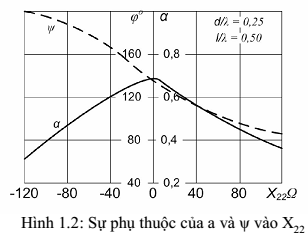 φ° α
d/λ = 0,25
l/λ = 0,50
ψ
160 0,8
120 0,6
α
80 0,4
40 0,2
-120 -80 -40 0 40 80 X₂₂Ω
Hình 1.2: Sự phụ thuộc của a và ψ vào X₂₂